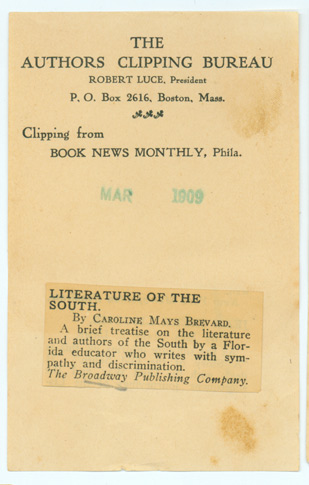 THE
AUTHORS CLIPPING BUREAU
ROBERT LUCE, President
P. O. Box 2616, Boston, Mass.
Clipping from
BOOK NEWS MONTHLY, Phila.
MAR 1909
LITERATURE OF THE
SOUTH.
By Caroline Mays Brevard.
A brief treatise on the literature
and authors of the South by a Flor-
ida educator who writes with sym-
pathy and discrimination.
The Broadway Publishing Company.